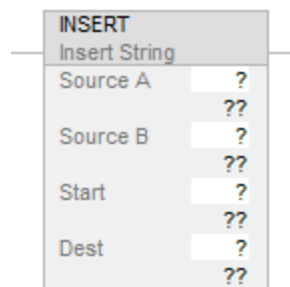 INSERT
Insert String
Source A ?
??
Source B ?
??
Start ?
??
Dest ?
??